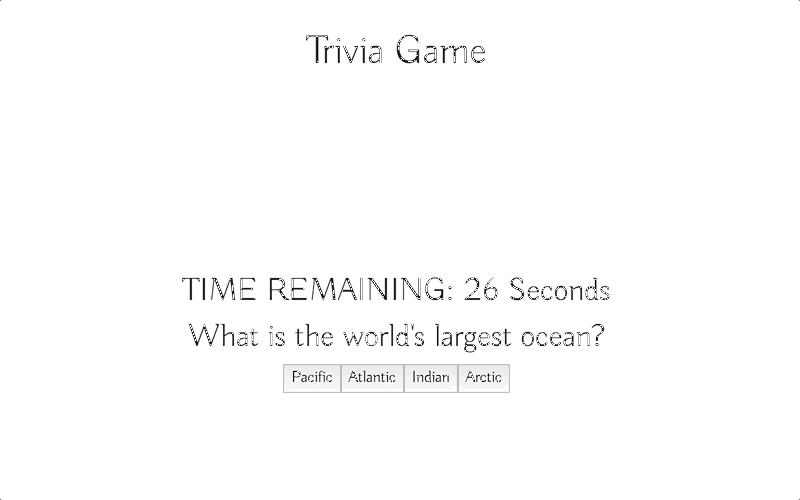 Trivia Game
TIME REMAINING: 26 Seconds
What is the world's largest ocean?
Pacific Atlantic Indian Arctic